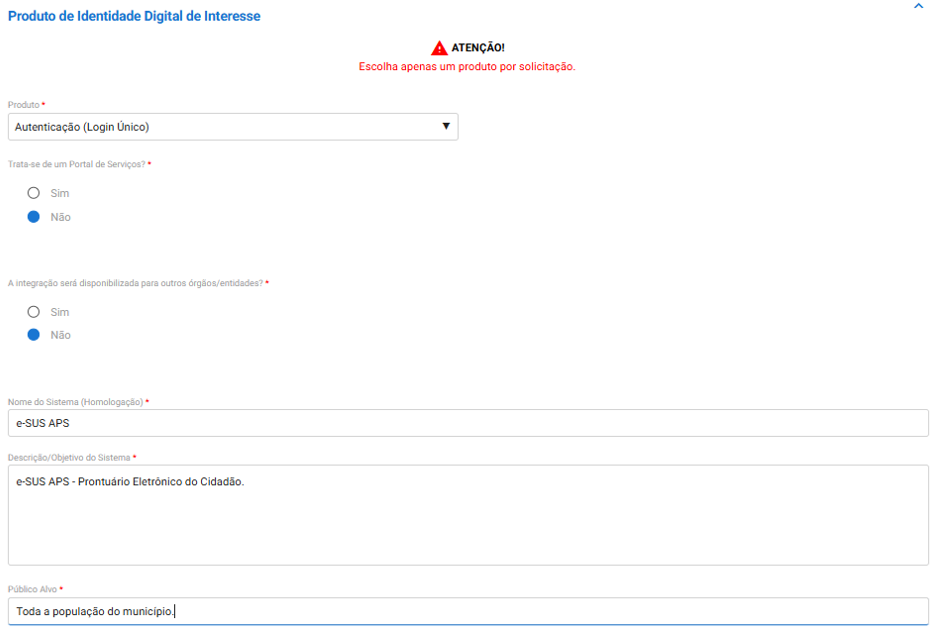 Produto de Identidade Digital de Interesse
ATENÇÃO!
Escolha apenas um produto por solicitação.
Produto *
Autenticação (Login Único)
Trata-se de um Portal de Serviços? *
Sim
Não
A integração será disponibilizada para outros órgãos/entidades? *
Sim
Não
Nome do Sistema (Homologação) *
e-SUS APS
Descrição/Objetivo do Sistema *
e-SUS APS - Prontuário Eletrônico do Cidadão.
Público Alvo *
Toda a população do município.